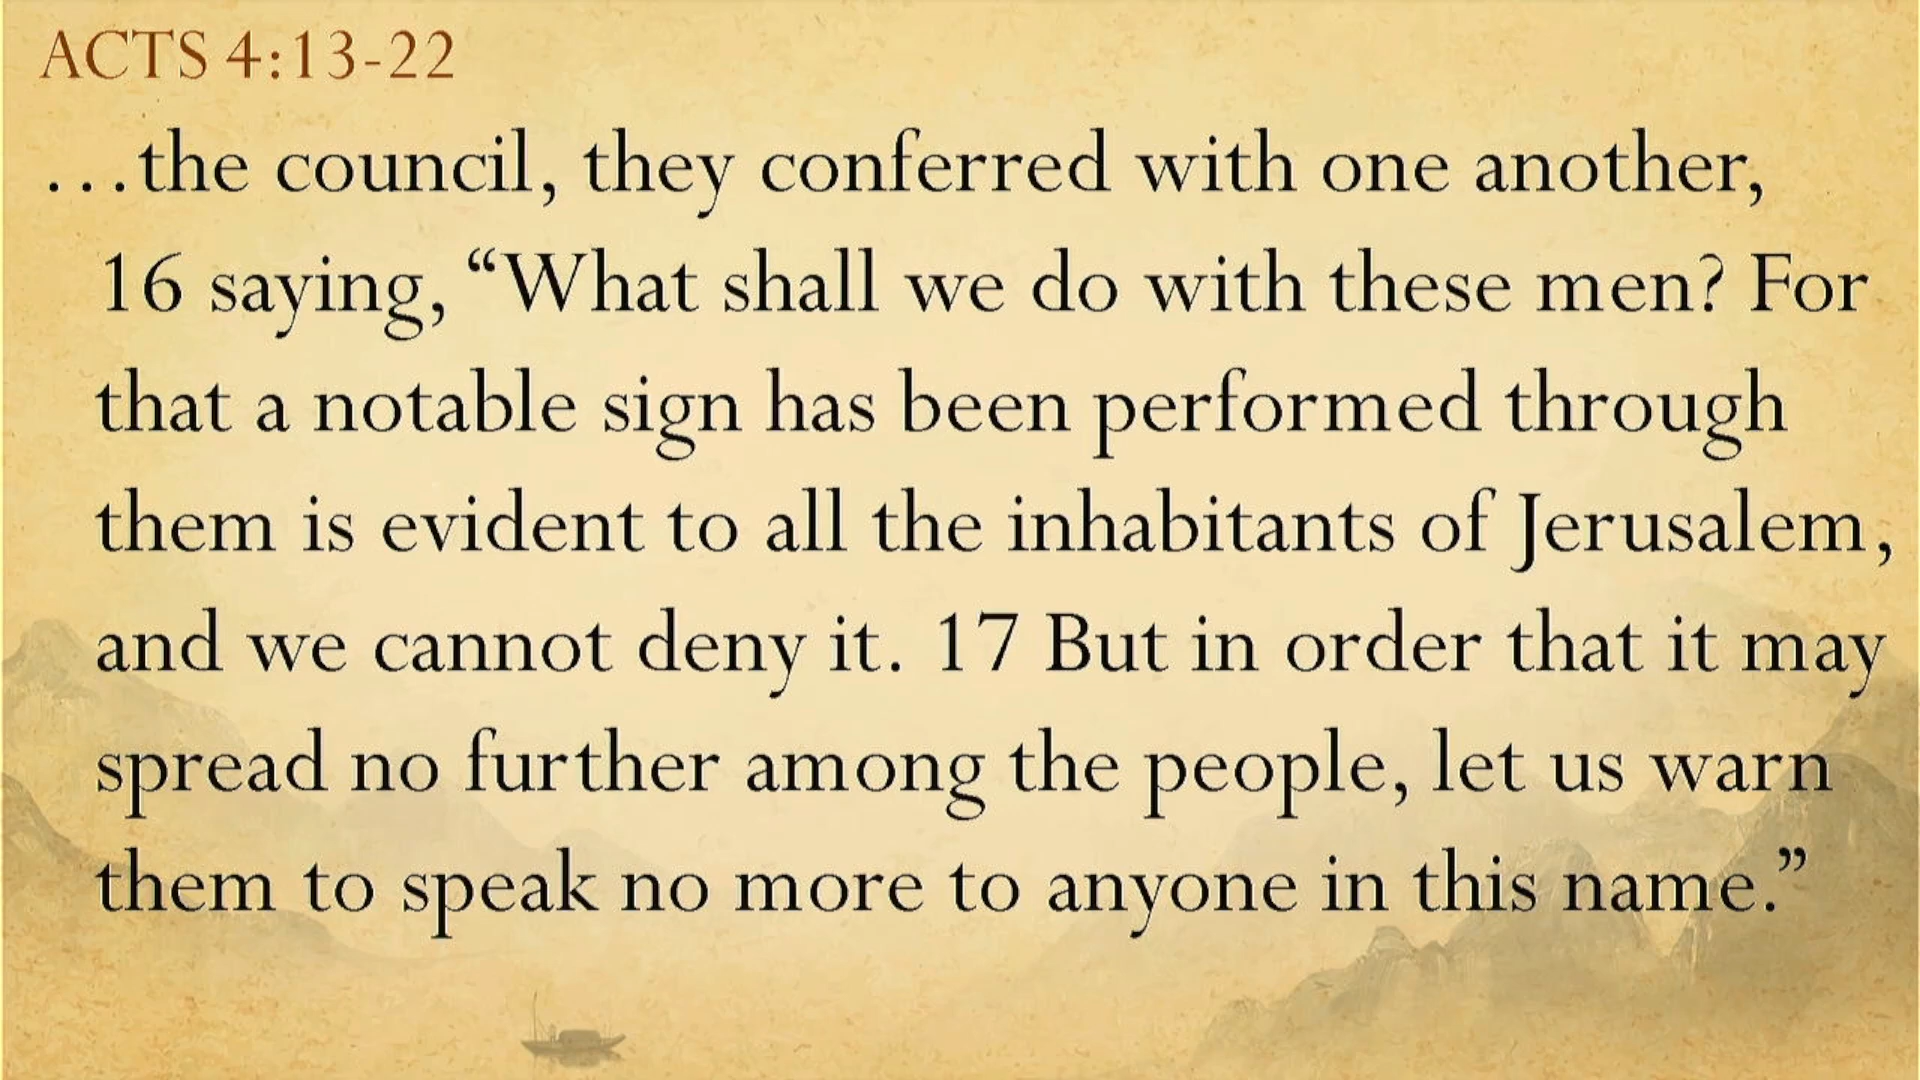 ACTS 4:13-22
…the council, they conferred with one another,
16 saying, “What shall we do with these men? For
that a notable sign has been performed through
them is evident to all the inhabitants of Jerusalem,
and we cannot deny it. 17 But in order that it may
spread no further among the people, let us warn
them to speak no more to anyone in this name.”